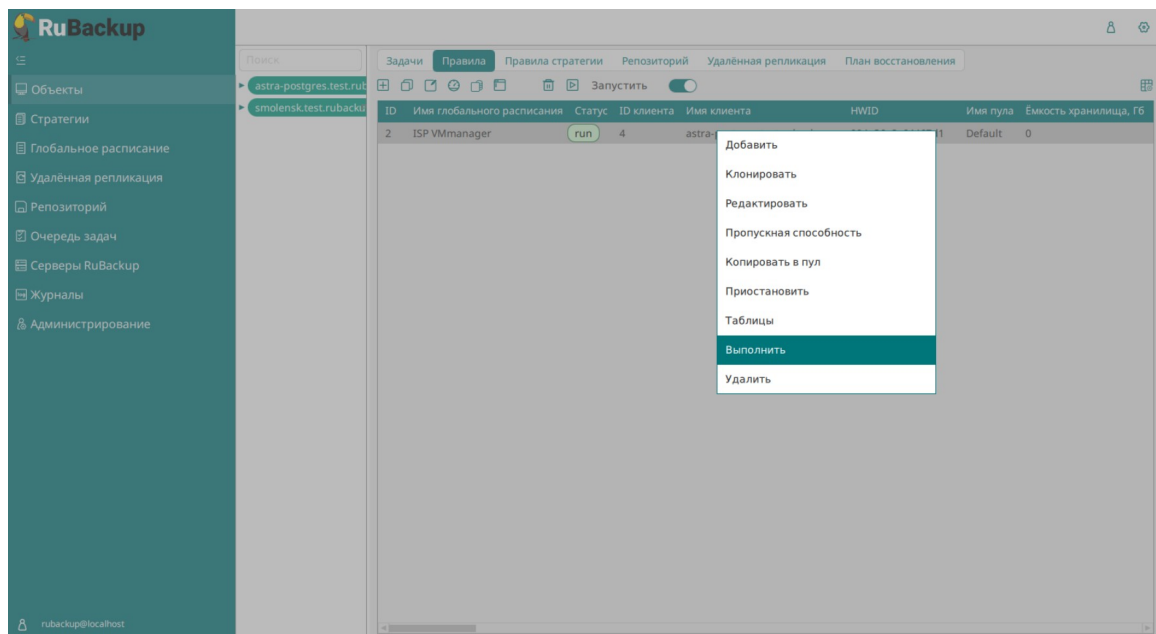 RuBackup
Объекты
Стратегии
Глобальное расписание
Удалённая репликация
Репозиторий
Очередь задач
Серверы RuBackup
Журналы
Администрирование
rubackup@localhost
Поиск
astra-postgres.test.rub
smolensk.test.rubacku
Задачи Правила Правила стратегии Репозиторий Удалённая репликация План восстановления
Запустить
ID Имя глобального расписания Статус ID клиента Имя клиента HWID Имя пула Ёмкость хранилища, Гб
2 ISP VMmanager run 4 Default 0
Добавить
Клонировать
Редактировать
Пропускная способность
Копировать в пул
Приостановить
Таблицы
Выполнить
Удалить